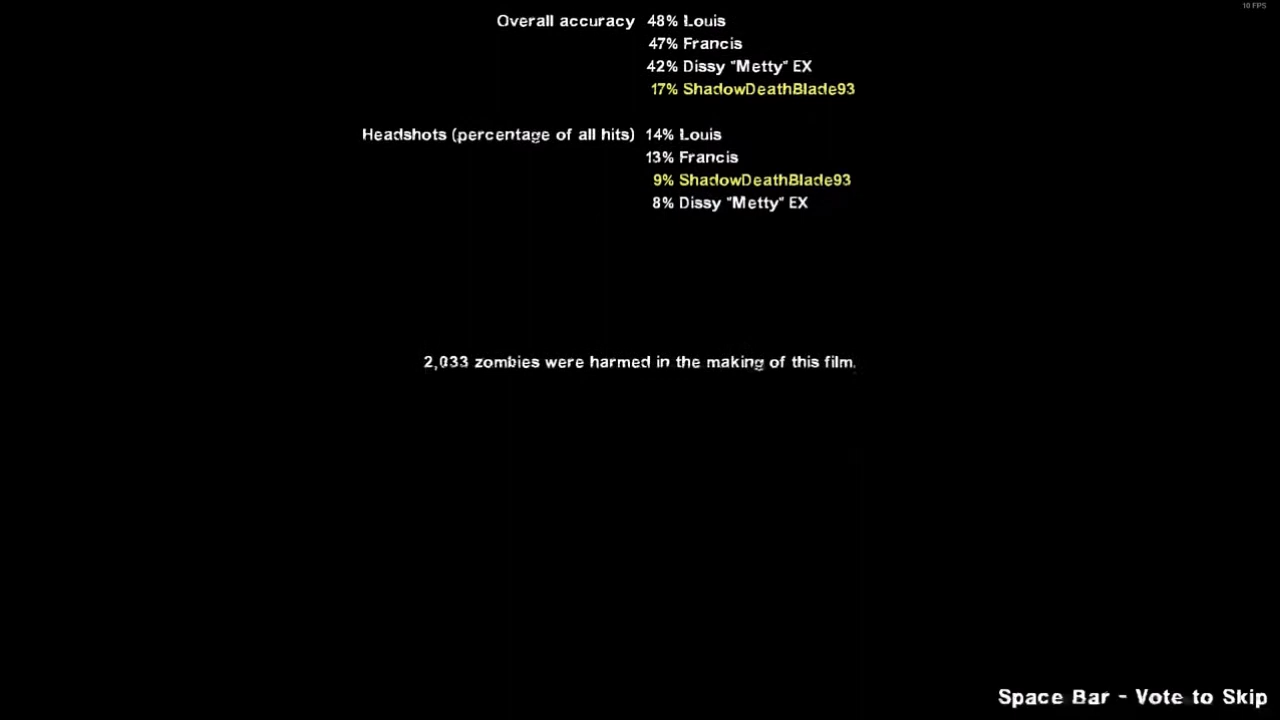 10 FPS
Overall accuracy 48% Louis
47% Francis
42% Dissy "Metty" EX
17% ShadowDeathBlade93
Headshots (percentage of all hits) 14% Louis
13% Francis
9% ShadowDeathBlade93
8% Dissy "Metty" EX
2,033 zombies were harmed in the making of this film.
Space Bar - Vote to Skip